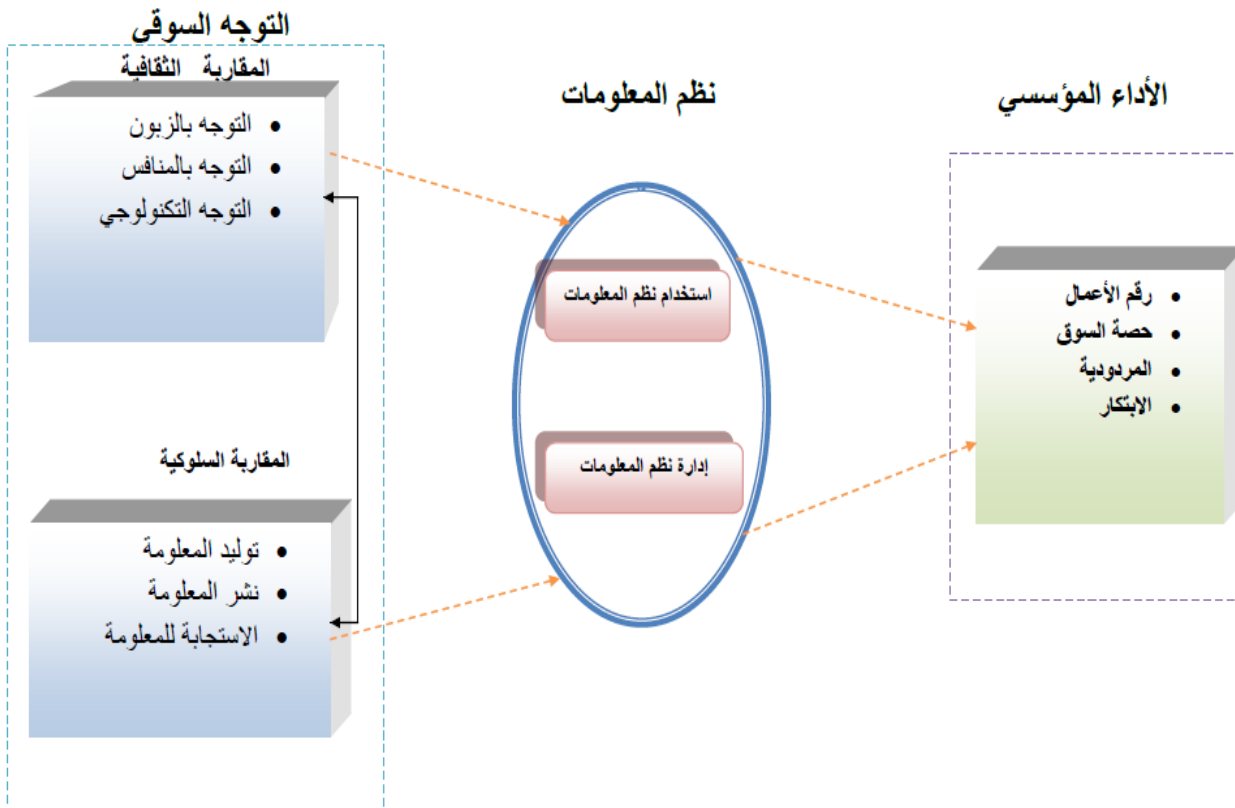 التوجه السوقي
المقاربة الثقافية
• التوجه بالزبون
• التوجه بالمنافس
• التوجه التكنولوجي
المقاربة السلوكية
• توليد المعلومة
• نشر المعلومة
• الاستجابة للمعلومة
نظم المعلومات
استخدام نظم المعلومات
إدارة نظم المعلومات
الأداء المؤسسي
• رقم الأعمال
• حصة السوق
• المردودية
• الابتكار